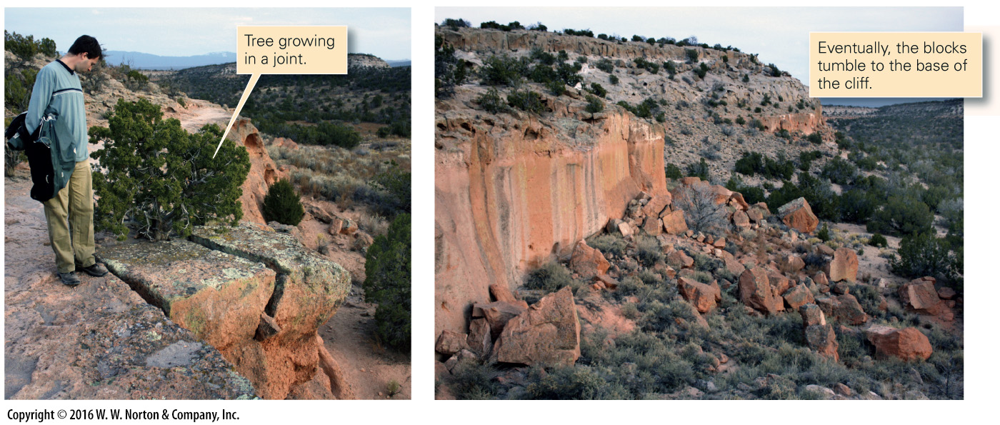 Tree growing
in a joint.
Eventually, the blocks
tumble to the base of
the cliff.
Copyright © 2016 W. W. Norton & Company, Inc.